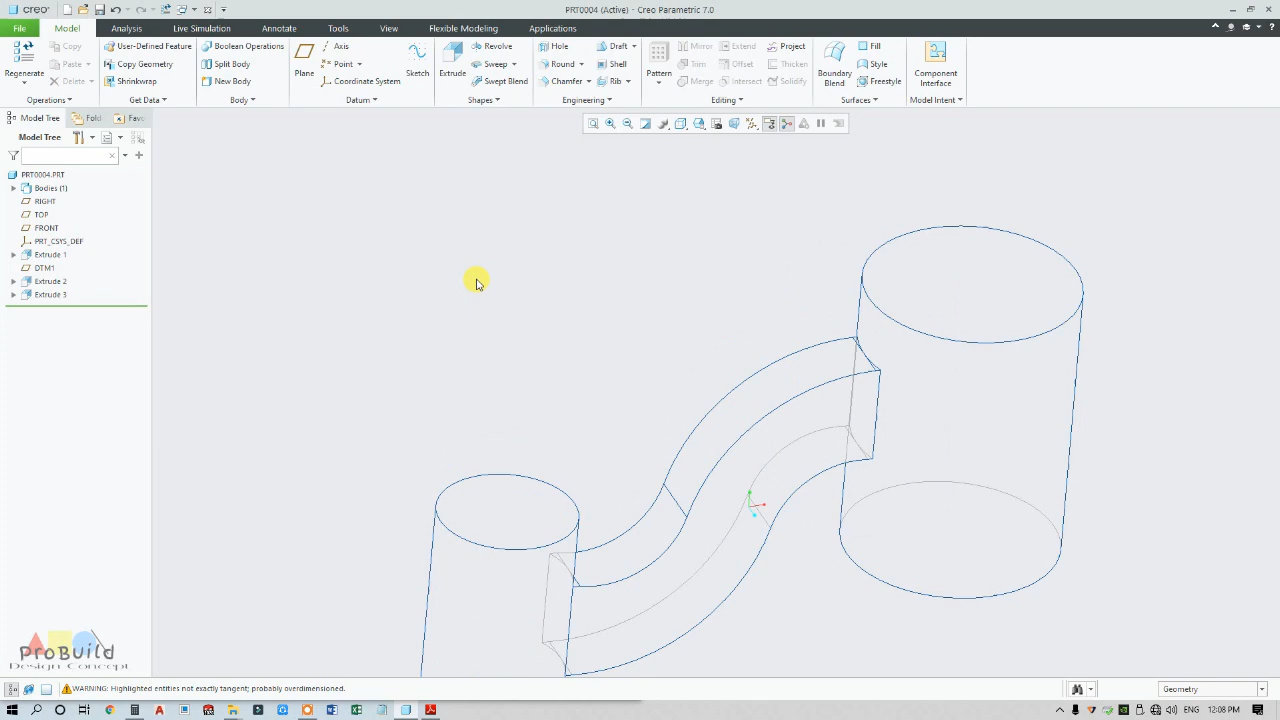 creo
PRT0004 (Active) - Creo Parametric 7.0
File Model Analysis Live Simulation Annotate Tools View Flexible Modeling Applications
Regenerate
Copy
Paste
Delete
Operations
User-Defined Feature
Copy Geometry
Shrinkwrap
Get Data
Boolean Operations
Split Body
New Body
Body
Plane
Axis
Point
Coordinate System
Sketch
Datum
Extrude
Revolve
Sweep
Swept Blend
Shapes
Hole
Round
Chamfer
Draft
Shell
Rib
Engineering
Pattern
Mirror
Trim
Merge
Extend
Offset
Intersect
Project
Thicken
Solidify
Editing
Boundary
Blend
Fill
Style
Freestyle
Surfaces
Component
Interface
Model Intent
Model Tree Fold Favo
Model Tree
PRT0004.PRT
Bodies (1)
RIGHT
TOP
FRONT
PRT_CSYS_DEF
Extrude 1
DTM1
Extrude 2
Extrude 3
ProBuild
Design Concept
WARNING: Highlighted entities not exactly tangent; probably overdimensioned.
Geometry
ENG 12:08 PM